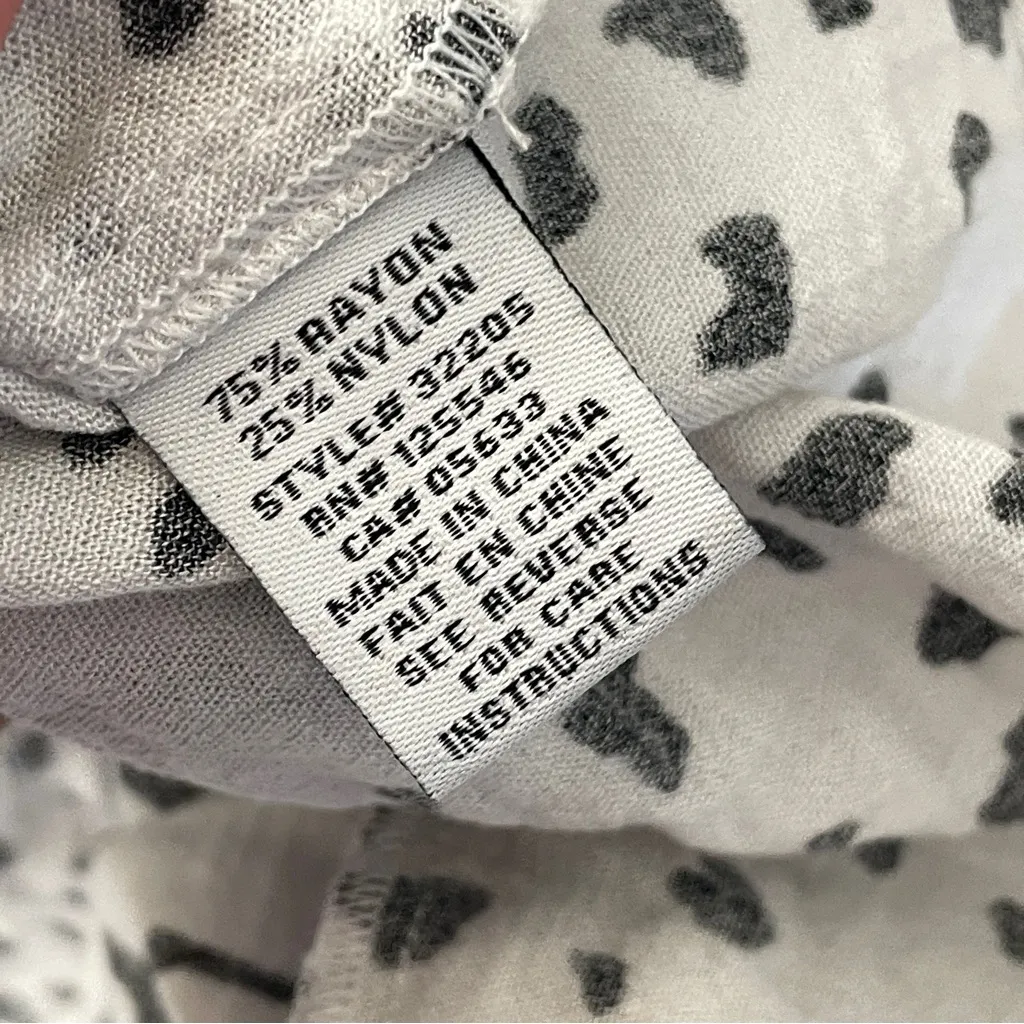 75% RAYON
25% NYLON
STYLE# 32205
RN# 125546
CA# 05633
MADE IN CHINA
FAIT EN CHINE
SEE REVERSE
FOR CARE
INSTRUCTIONS